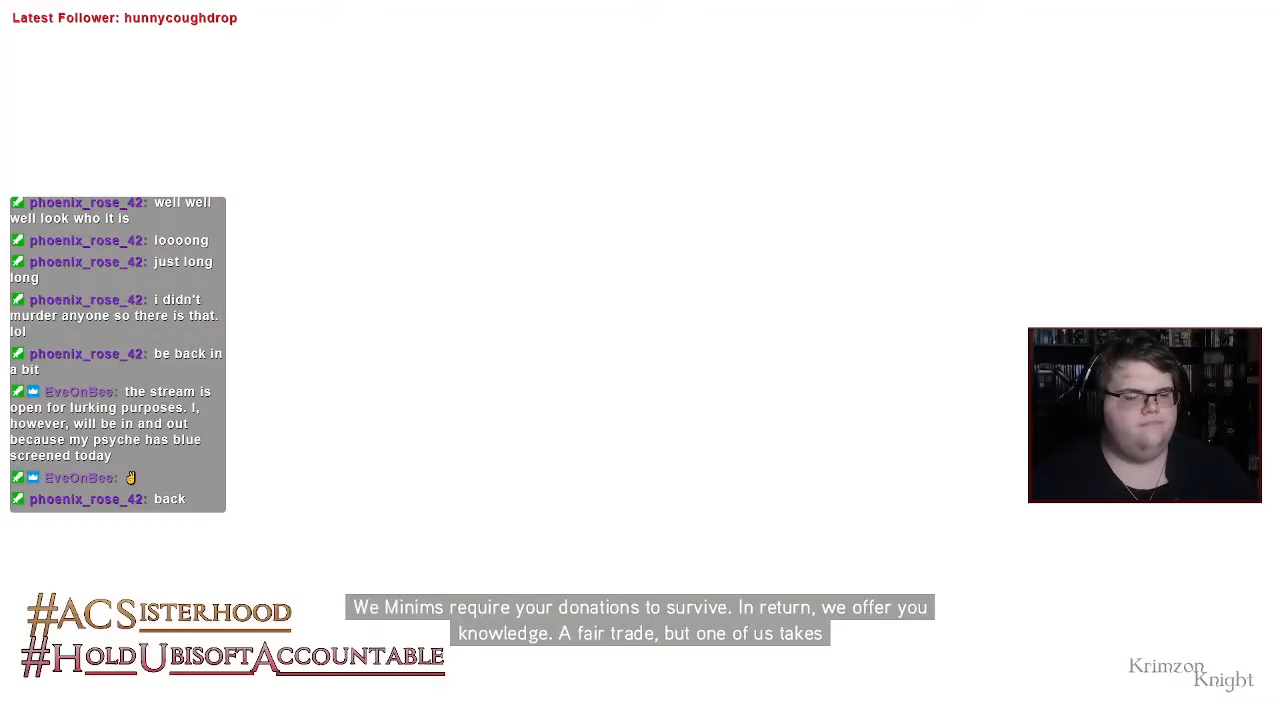 Latest Follower: hunnycoughdrop
phoenix_rose_42: well well
well look who it is
phoenix_rose_42: loooong
phoenix_rose_42: just long
long
phoenix_rose_42: i didn't
murder anyone so there is that.
lol
phoenix_rose_42: be back in
a bit
EveOnBee: the stream is
open for lurking purposes. I,
however, will be in and out
because my psyche has blue
screened today
EveOnBee: ✌
phoenix_rose_42: back
#ACSISTERHOOD
#HOLDUBISOFTACCOUNTABLE
We Minims require your donations to survive. In return, we offer you
knowledge. A fair trade, but one of us takes
Krimzon
Knight